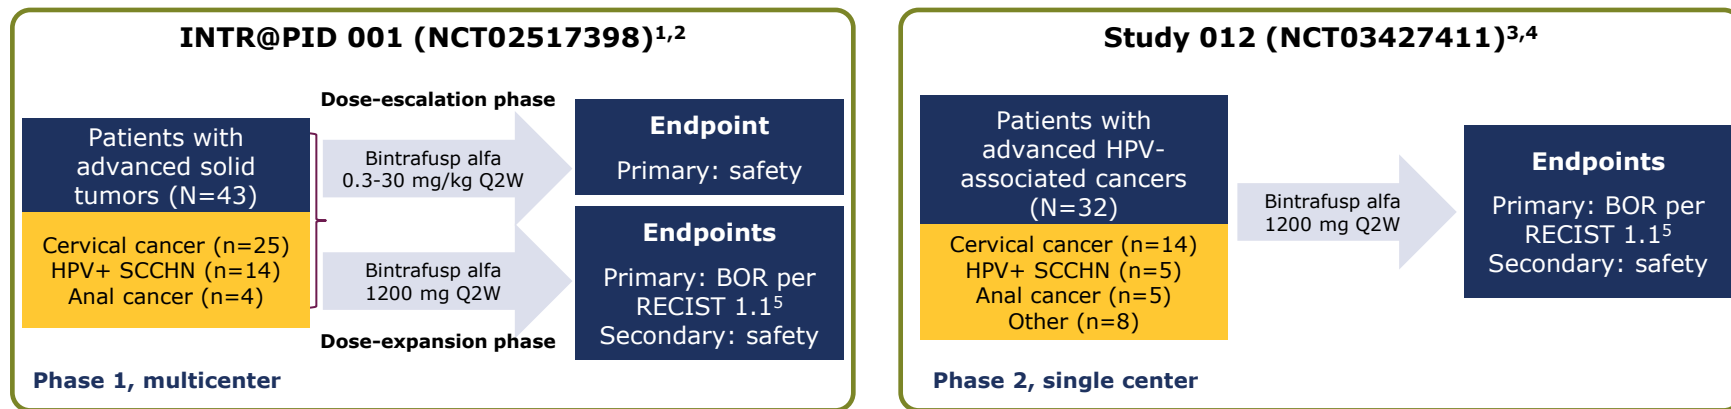 INTR@PID 001 (NCT02517398)1,2
Dose-escalation phase
Patients with
advanced solid
tumors (N=43)
Cervical cancer (n=25)
HPV+ SCCHN (n=14)
Anal cancer (n=4)
Bintrafusp alfa
0.3-30 mg/kg Q2W
Endpoint
Primary: safety
Bintrafusp alfa
1200 mg Q2W
Endpoints
Primary: BOR per
RECIST 1.15
Secondary: safety
Dose-expansion phase
Phase 1, multicenter
Study 012 (NCT03427411)3,4
Patients with
advanced HPV-
associated cancers
(N=32)
Cervical cancer (n=14)
HPV+ SCCHN (n=5)
Anal cancer (n=5)
Other (n=8)
Bintrafusp alfa
1200 mg Q2W
Endpoints
Primary: BOR per
RECIST 1.15
Secondary: safety
Phase 2, single center